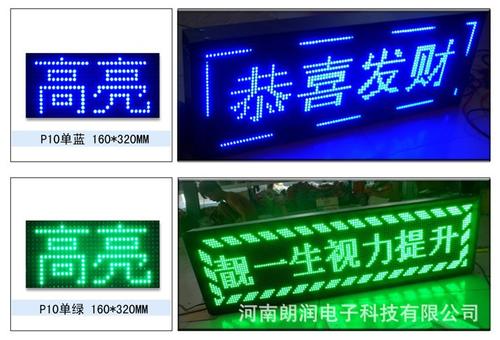 高亮
P10单蓝 160*320MM
恭喜发财
高亮
P10单绿 160*320MM
靓一生视力提升
河南朗润电子科技有限公司